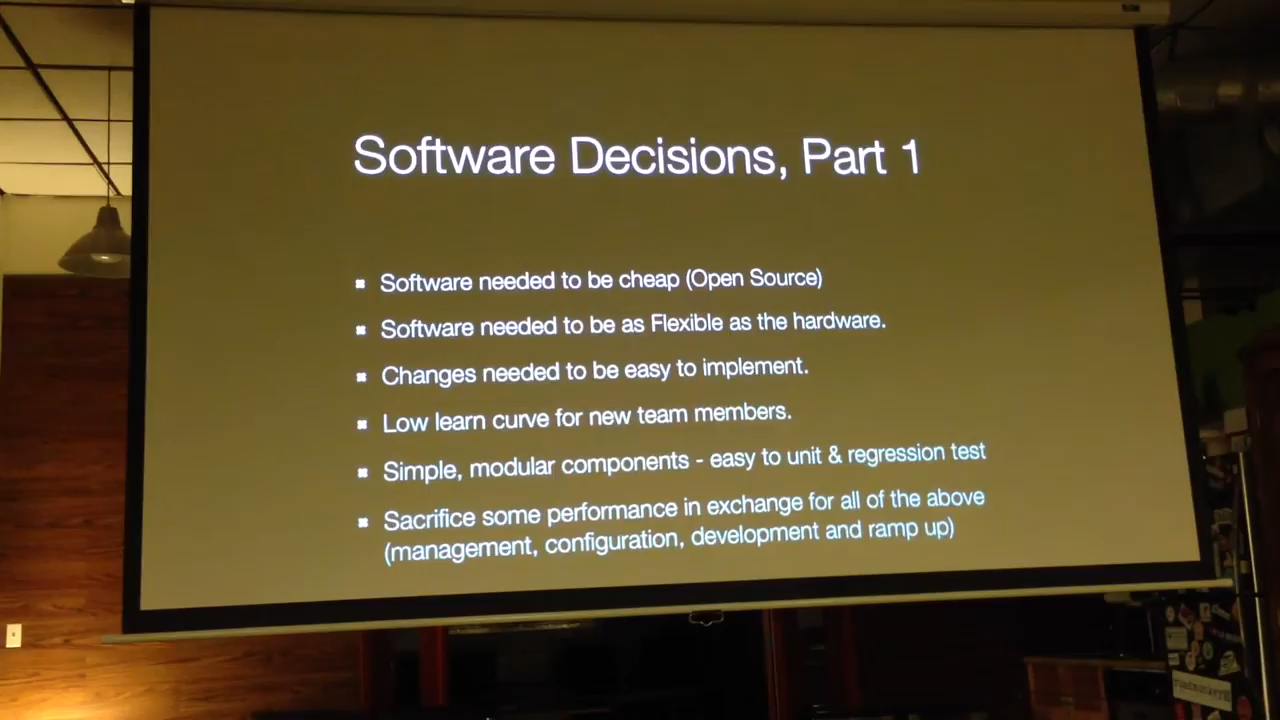 Software Decisions, Part 1
Software needed to be cheap (Open Source)
Software needed to be as Flexible as the hardware.
Changes needed to be easy to implement.
Low learn curve for new team members.
Simple, modular components - easy to unit & regression test
Sacrifice some performance in exchange for all of the above
(management, configuration, development and ramp up)